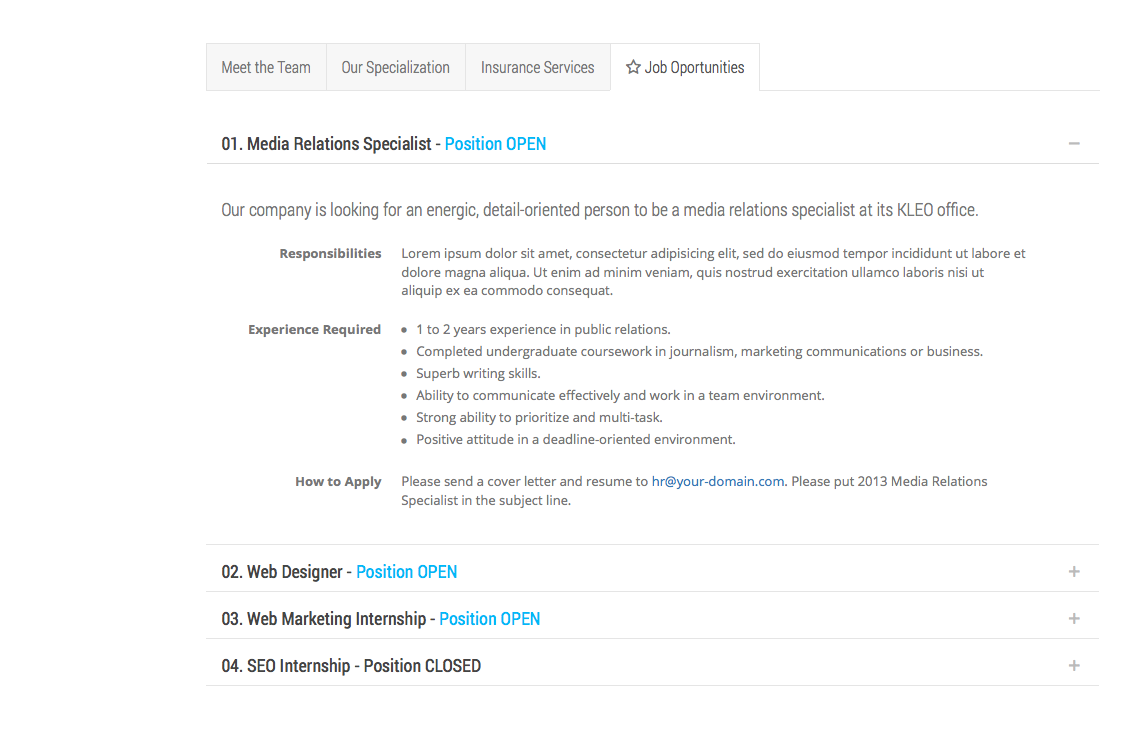 Meet the Team
Our Specialization
Insurance Services
Job Oportunities
01. Media Relations Specialist - Position OPEN
Our company is looking for an energic, detail-oriented person to be a media relations specialist at its KLEO office.
Responsibilities
Lorem ipsum dolor sit amet, consectetur adipisicing elit, sed do eiusmod tempor incididunt ut labore et
dolore magna aliqua. Ut enim ad minim veniam, quis nostrud exercitation ullamco laboris nisi ut
aliquip ex ea commodo consequat.
Experience Required
• 1 to 2 years experience in public relations.
• Completed undergraduate coursework in journalism, marketing communications or business.
• Superb writing skills.
• Ability to communicate effectively and work in a team environment.
• Strong ability to prioritize and multi-task.
• Positive attitude in a deadline-oriented environment.
How to Apply
Please send a cover letter and resume to hr@your-domain.com. Please put 2013 Media Relations
Specialist in the subject line.
02. Web Designer - Position OPEN
03. Web Marketing Internship - Position OPEN
04. SEO Internship - Position CLOSED